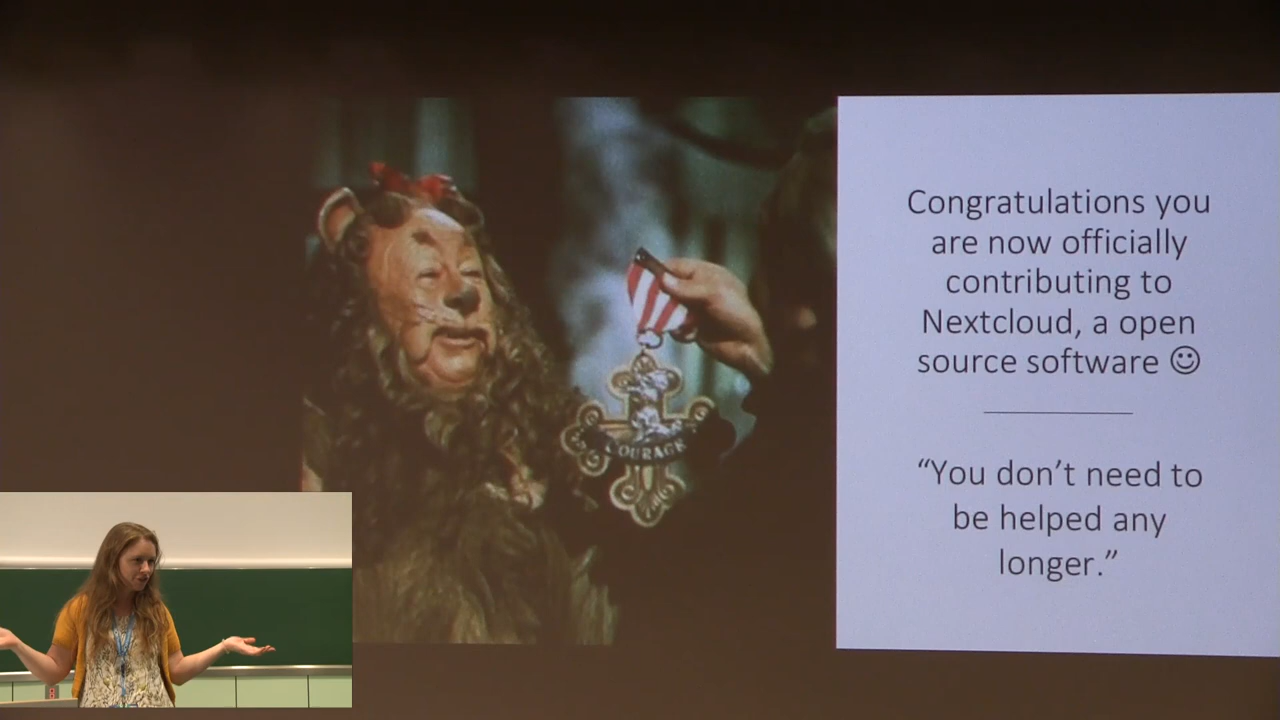 Congratulations you
are now officially
contributing to
Nextcloud, a open
source software ☺
“You don’t need to
be helped any
longer.”
COURAGE